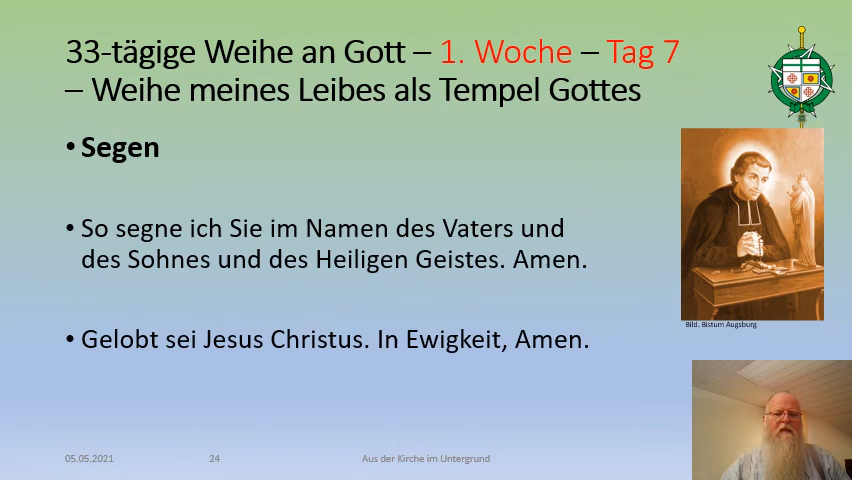 33-tägige Weihe an Gott – 1. Woche – Tag 7
– Weihe meines Leibes als Tempel Gottes
• Segen
• So segne ich Sie im Namen des Vaters und
des Sohnes und des Heiligen Geistes. Amen.
• Gelobt sei Jesus Christus. In Ewigkeit, Amen.
Bild. Bistum Augsburg
05.05.2021
24
Aus der Kirche im Untergrund